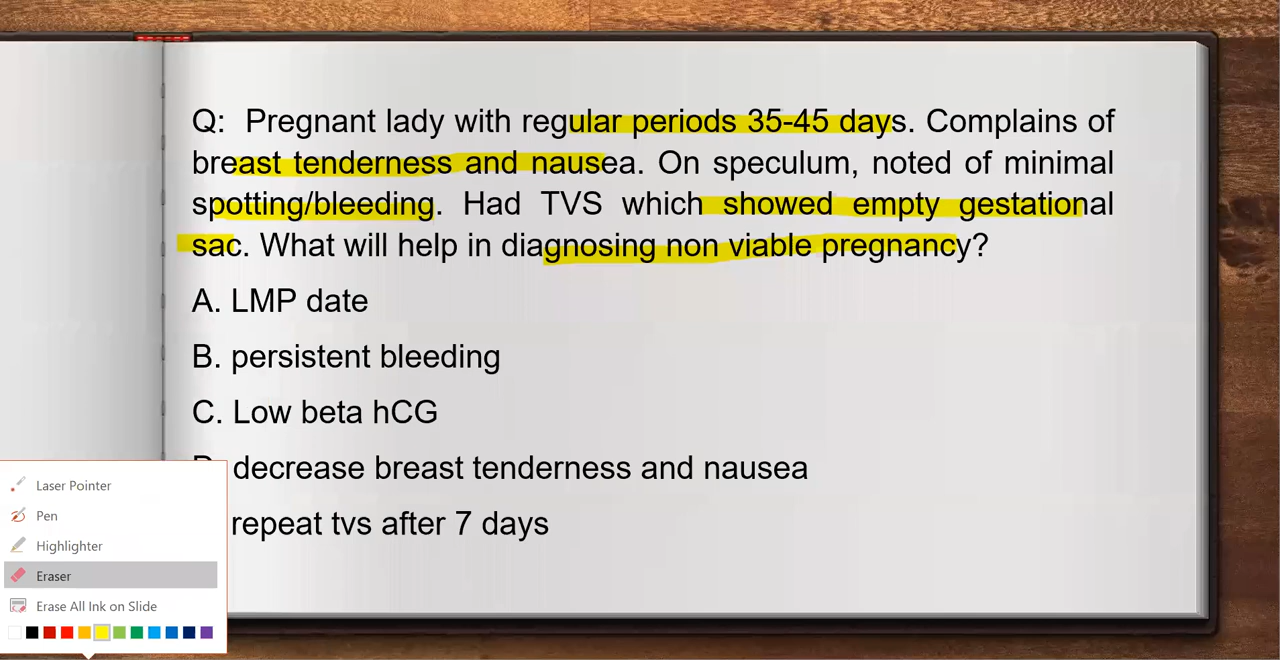 Q: Pregnant lady with regular periods 35-45 days. Complains of
breast tenderness and nausea. On speculum, noted of minimal
spotting/bleeding. Had TVS which showed empty gestational
sac. What will help in diagnosing non viable pregnancy?
A. LMP date
B. persistent bleeding
C. Low beta hCG
decrease breast tenderness and nausea
repeat tvs after 7 days
Laser Pointer
Pen
Highlighter
Eraser
Erase All Ink on Slide